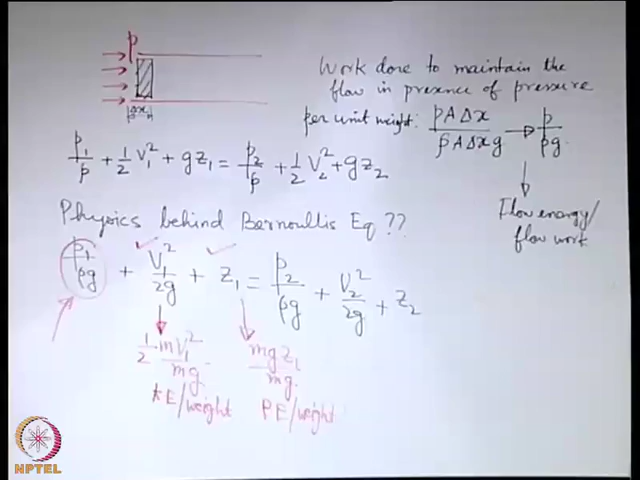 p
Δx
Work done to maintain the
flow in presence of pressure
per unit weight: pAΔx / ρAΔxg → p/ρg
Flow energy/
flow work
p₁/ρ + 1/2 V₁² + gz₁ = p₂/ρ + 1/2 V₂² + gz₂
Physics behind Bernoullis Eq ??
p₁/ρg + V₁²/2g + z₁ = p₂/ρg + V₂²/2g + z₂
1/2 mV₁²/mg mgz₁/mg
KE/weight PE/weight
NPTEL